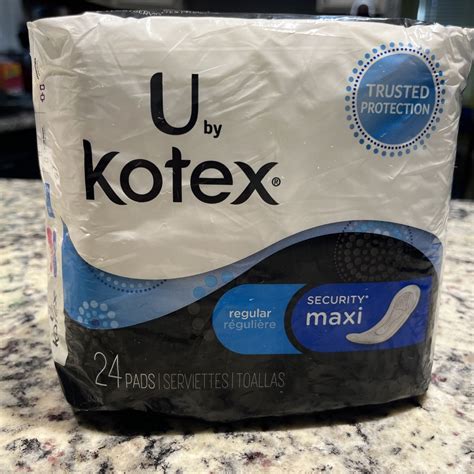 U
by
Kotex®
TRUSTED
PROTECTION
regular
régulière
SECURITY®
maxi
24 PADS | SERVIETTES | TOALLAS